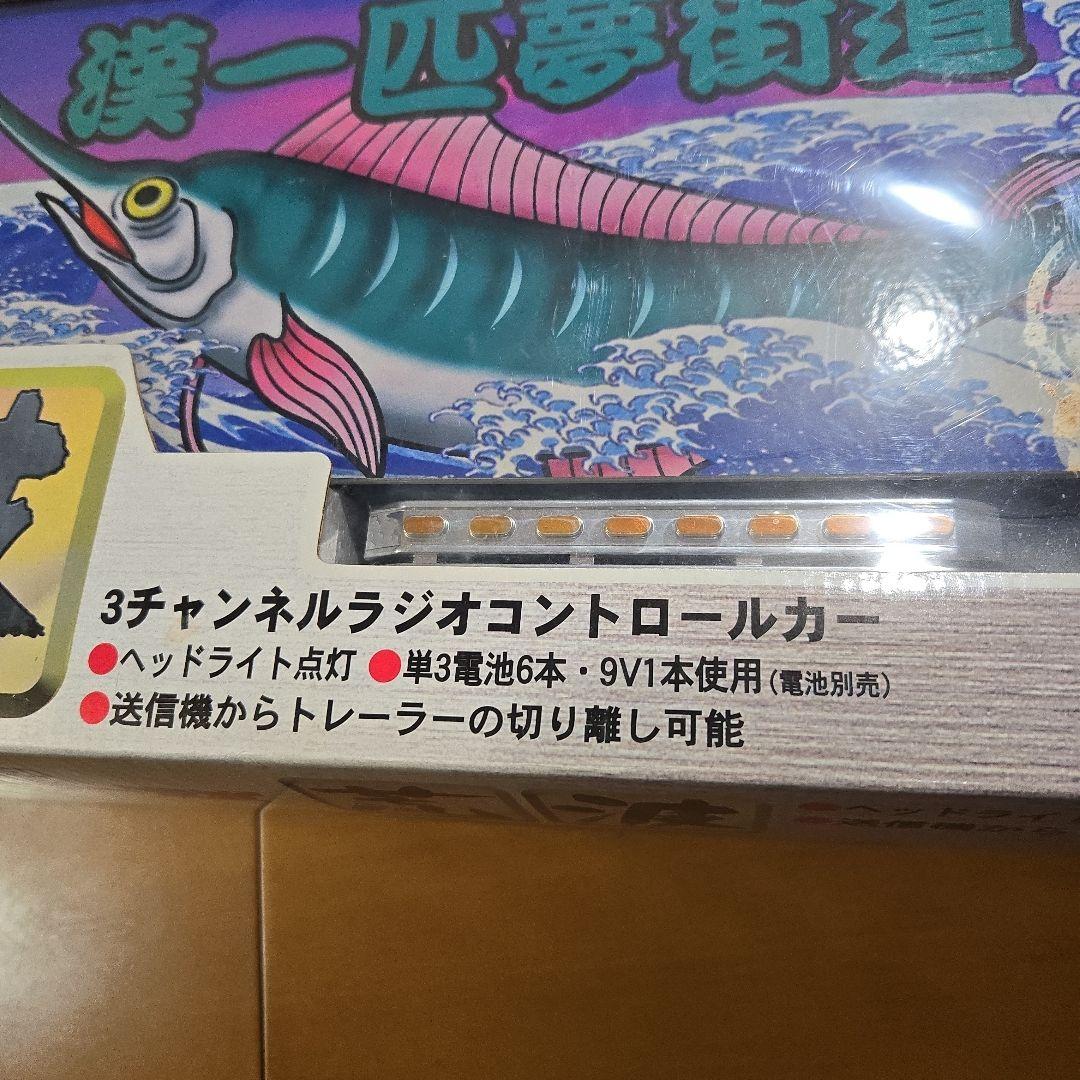 漢一匹夢街道
3チャンネルラジオコントロールカー
●ヘッドライト点灯 ●単3電池6本・9V1本使用(電池別売)
●送信機からトレーラーの切り離し可能